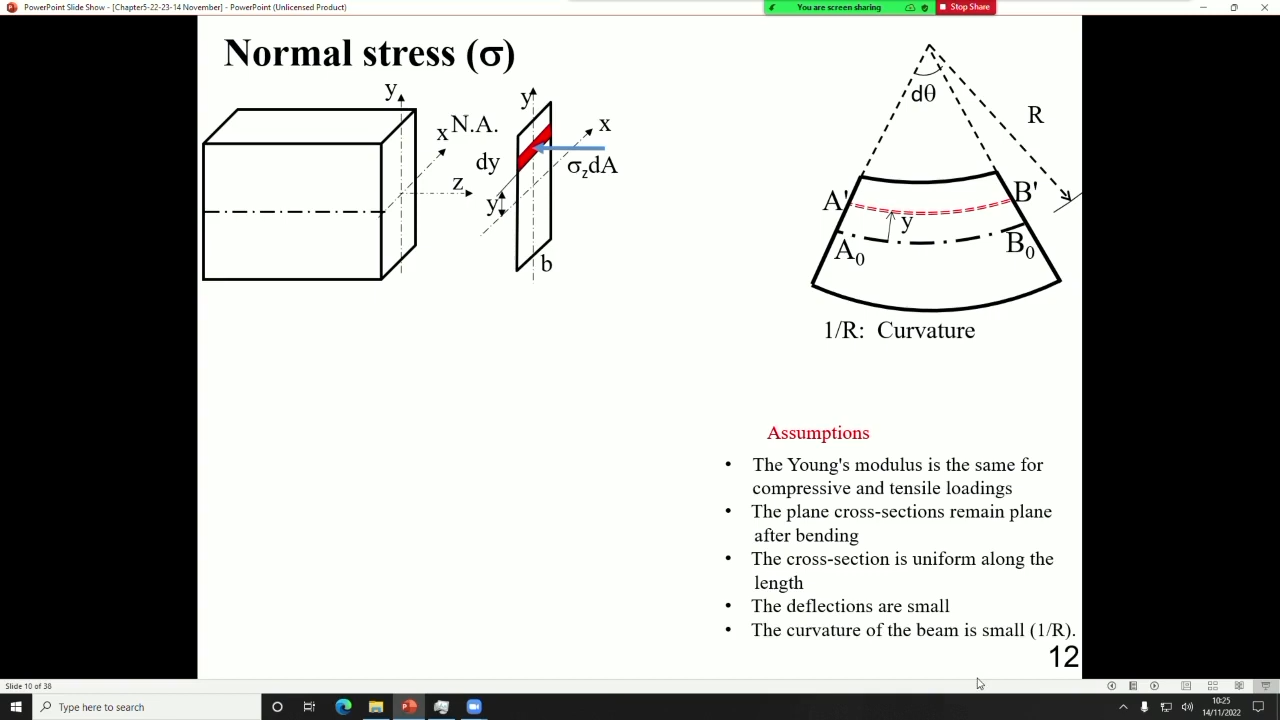 PowerPoint Slide Show - [Chapter5-22-23-14 November] - PowerPoint (Unlicensed Product)
You are screen sharing
Stop Share
Normal stress (σ)
y
x
N.A.
z
y
x
dy
σzdA
y
b
dθ
R
A'
B'
y
A0
B0
1/R: Curvature
Assumptions
• The Young's modulus is the same for
compressive and tensile loadings
• The plane cross-sections remain plane
after bending
• The cross-section is uniform along the
length
• The deflections are small
• The curvature of the beam is small (1/R).
12
Slide 10 of 38
Type here to search
10:25
14/11/2022